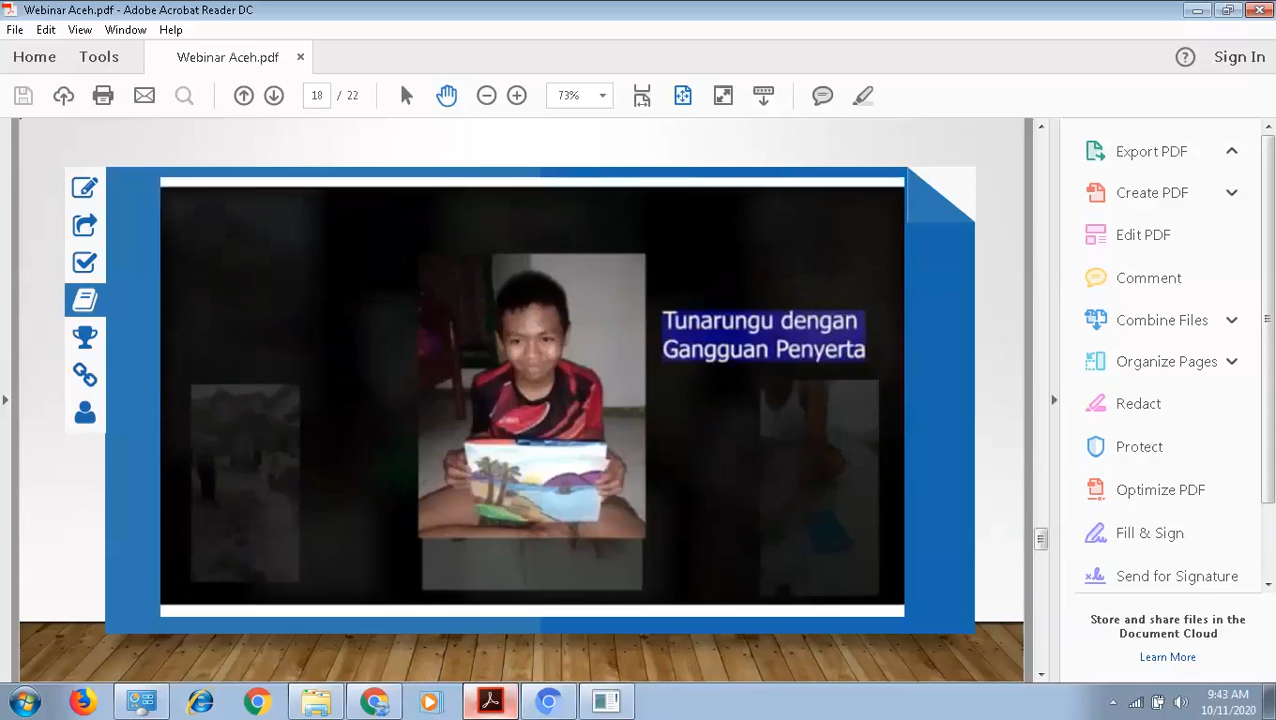 Webinar Aceh.pdf - Adobe Acrobat Reader DC
File Edit View Window Help
Home Tools Webinar Aceh.pdf × ? Sign In
18 / 22 73%
Tunarungu dengan
Gangguan Penyerta
Export PDF
Create PDF
Edit PDF
Comment
Combine Files
Organize Pages
Redact
Protect
Optimize PDF
Fill & Sign
Send for Signature
Store and share files in the
Document Cloud
Learn More
9:43 AM
10/11/2020